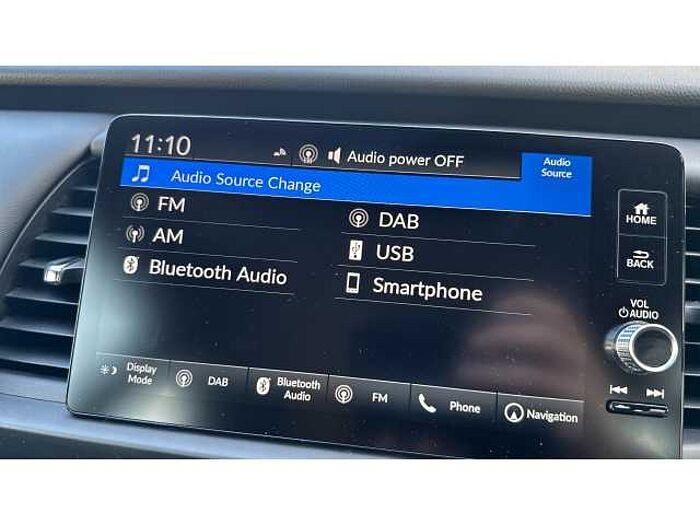 11:10
Audio power OFF
Audio
Source
Audio Source Change
FM
DAB
AM
USB
Bluetooth Audio
Smartphone
HOME
BACK
VOL
AUDIO
Display
Mode
DAB
Bluetooth
Audio
FM
Phone
Navigation